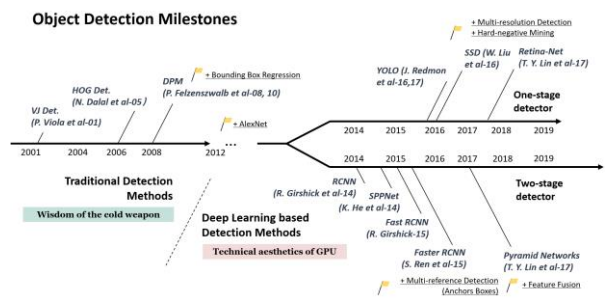 Object Detection Milestones
+ Multi-resolution Detection
+ Hard-negative Mining
SSD (W. Liu
et al-16)
Retina-Net
(T. Y. Lin et al-17)
YOLO (J. Redmon
et al-16,17)
DPM
(P. Felzenszwalb et al-08, 10)
+ Bounding Box Regression
HOG Det.
(N. Dalal et al-05)
VJ Det.
(P. Viola et al-01)
+ AlexNet
One-stage
detector
2014 2015 2016 2017 2018 2019
2001 2004 2006 2008 2012 ...
2014 2015 2016 2017 2018 2019
Two-stage
detector
Traditional Detection
Methods
Wisdom of the cold weapon
Deep Learning based
Detection Methods
Technical aesthetics of GPU
RCNN
(R. Girshick et al-14)
SPPNet
(K. He et al-14)
Fast RCNN
(R. Girshick-15)
Faster RCNN
(S. Ren et al-15)
Pyramid Networks
(T. Y. Lin et al-17)
+ Multi-reference Detection
(Anchors Boxes)
+ Feature Fusion